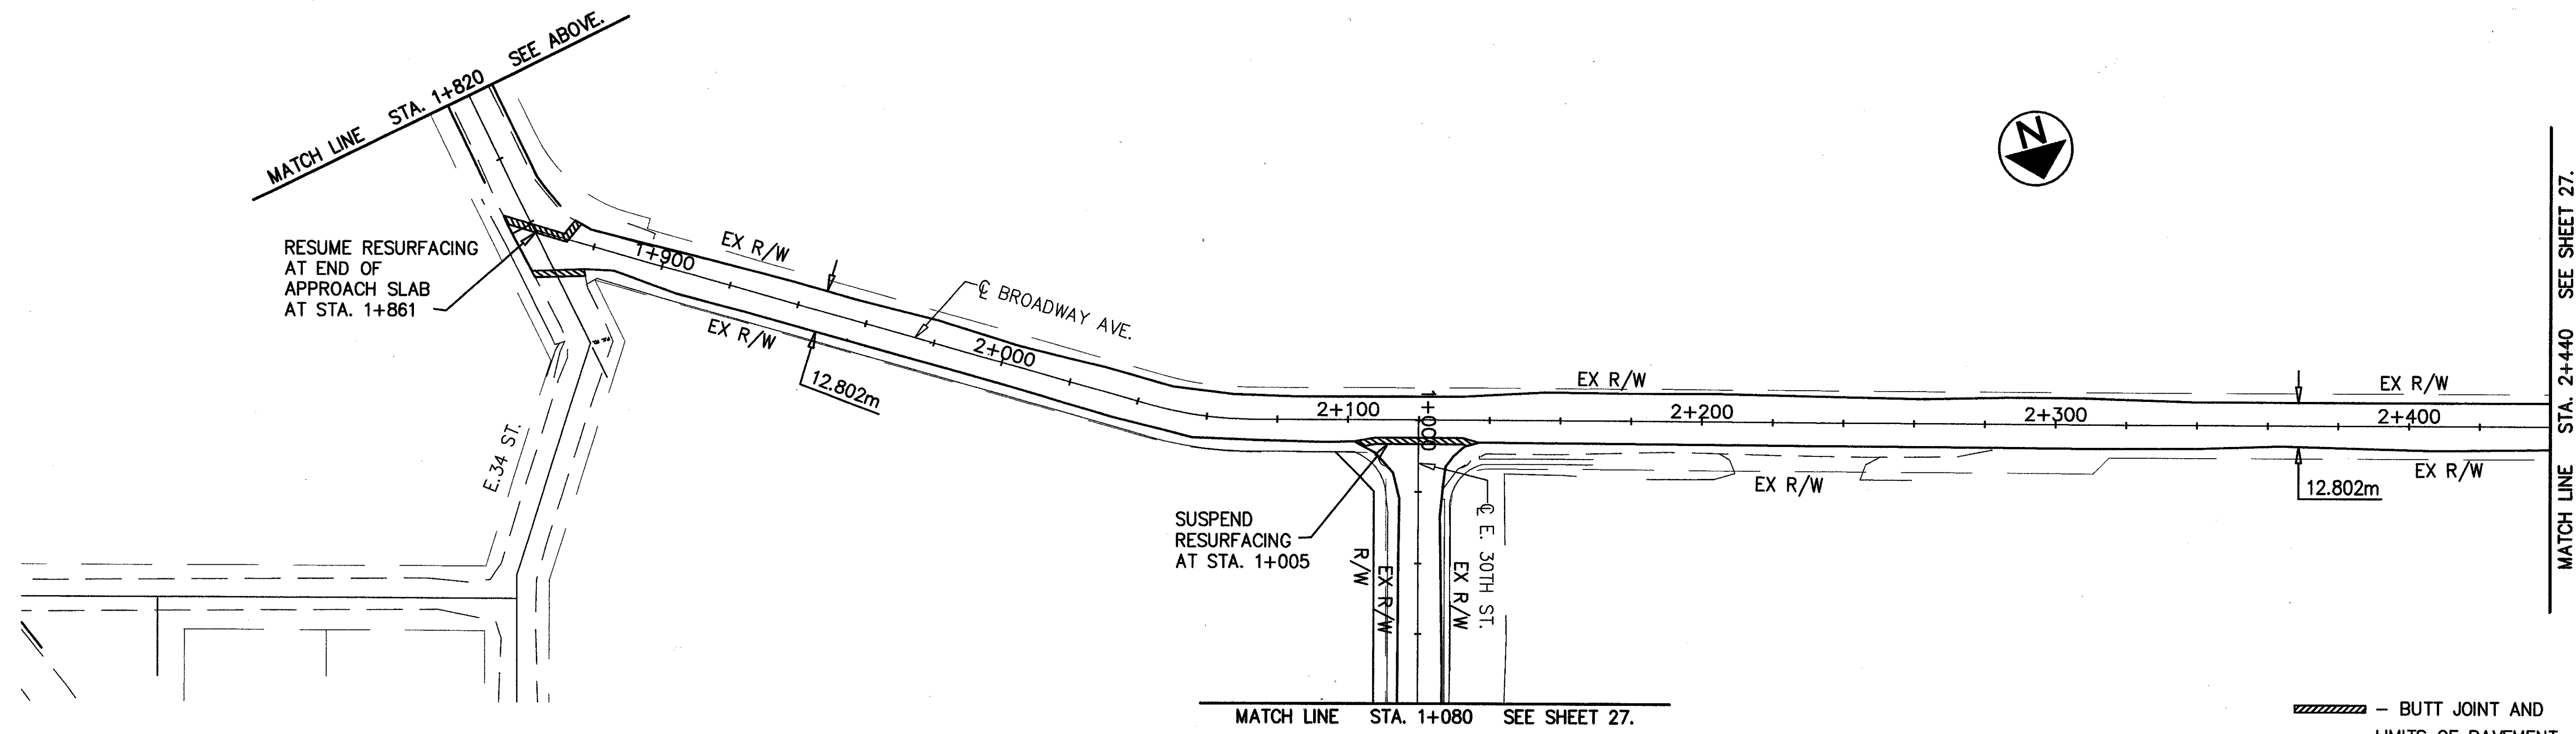 MATCH LINE STA. 1+820 SEE ABOVE.
N
RESUME RESURFACING
AT END OF
APPROACH SLAB
AT STA. 1+861
1+900
EX R/W
EX R/W
℄ BROADWAY AVE.
2+000
12.802m
E.34 ST.
2+100
1+000
EX R/W
2+200
2+300
EX R/W
2+400
EX R/W
EX R/W
12.802m
SUSPEND
RESURFACING
AT STA. 1+005
R/W
EX R/W
EX R/W
℄ E. 30TH ST.
MATCH LINE STA. 1+080 SEE SHEET 27.
MATCH LINE STA. 2+440 SEE SHEET 27.
– BUTT JOINT AND
LIMITS OF PAVEMENT